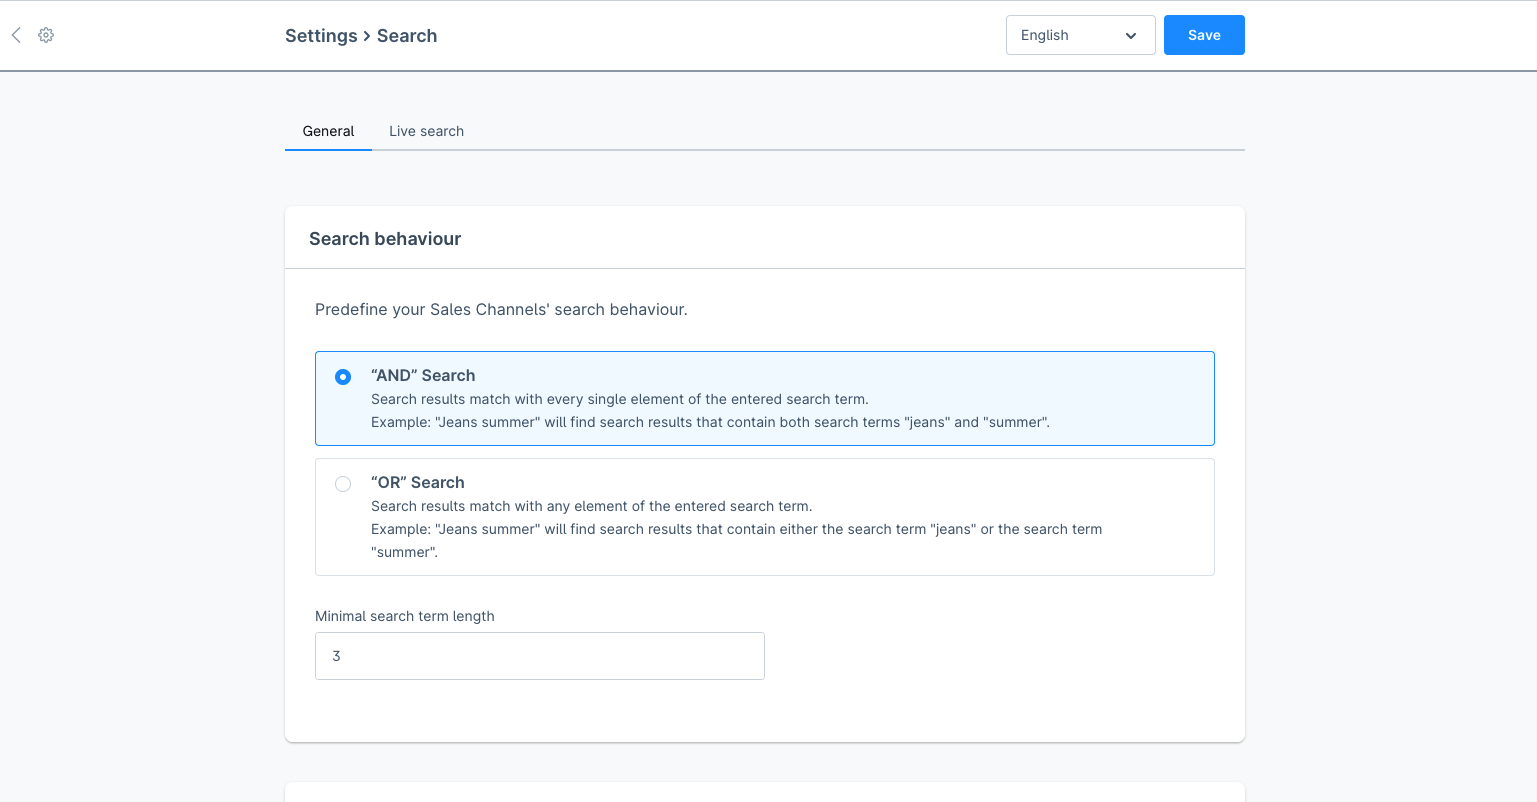 Settings > Search
English
Save
General
Live search
Search behaviour
Predefine your Sales Channels' search behaviour.
“AND” Search
Search results match with every single element of the entered search term.
Example: "Jeans summer" will find search results that contain both search terms "jeans" and "summer".
“OR” Search
Search results match with any element of the entered search term.
Example: "Jeans summer" will find search results that contain either the search term "jeans" or the search term
"summer".
Minimal search term length
3